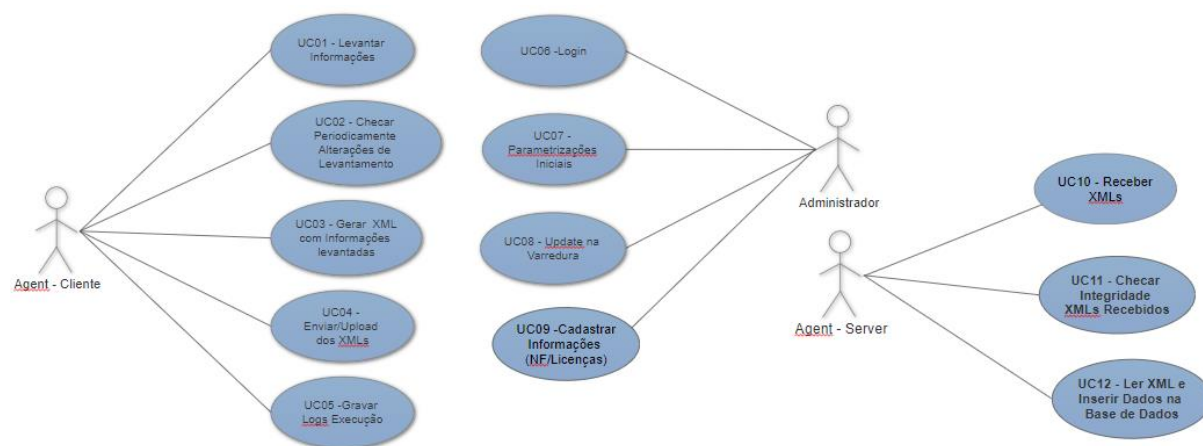 UC01 - Levantar
Informações
UC02 - Checar
Periodicamente
Alterações de
Levantamento
UC03 - Gerar XML
com Informações
levantadas
UC04 -
Enviar/Upload
dos XMLs
UC05 -Gravar
Logs Execução
Agent - Cliente
UC06 -Login
UC07 -
Parametrizações
Iniciais
UC08 - Update na
Varredura
UC09 -Cadastrar
Informações
(NF/Licenças)
Administrador
Agent - Server
UC10 - Receber
XMLs
UC11 - Checar
Integridade
XMLs Recebidos
UC12 - Ler XML e
Inserir Dados na
Base de Dados